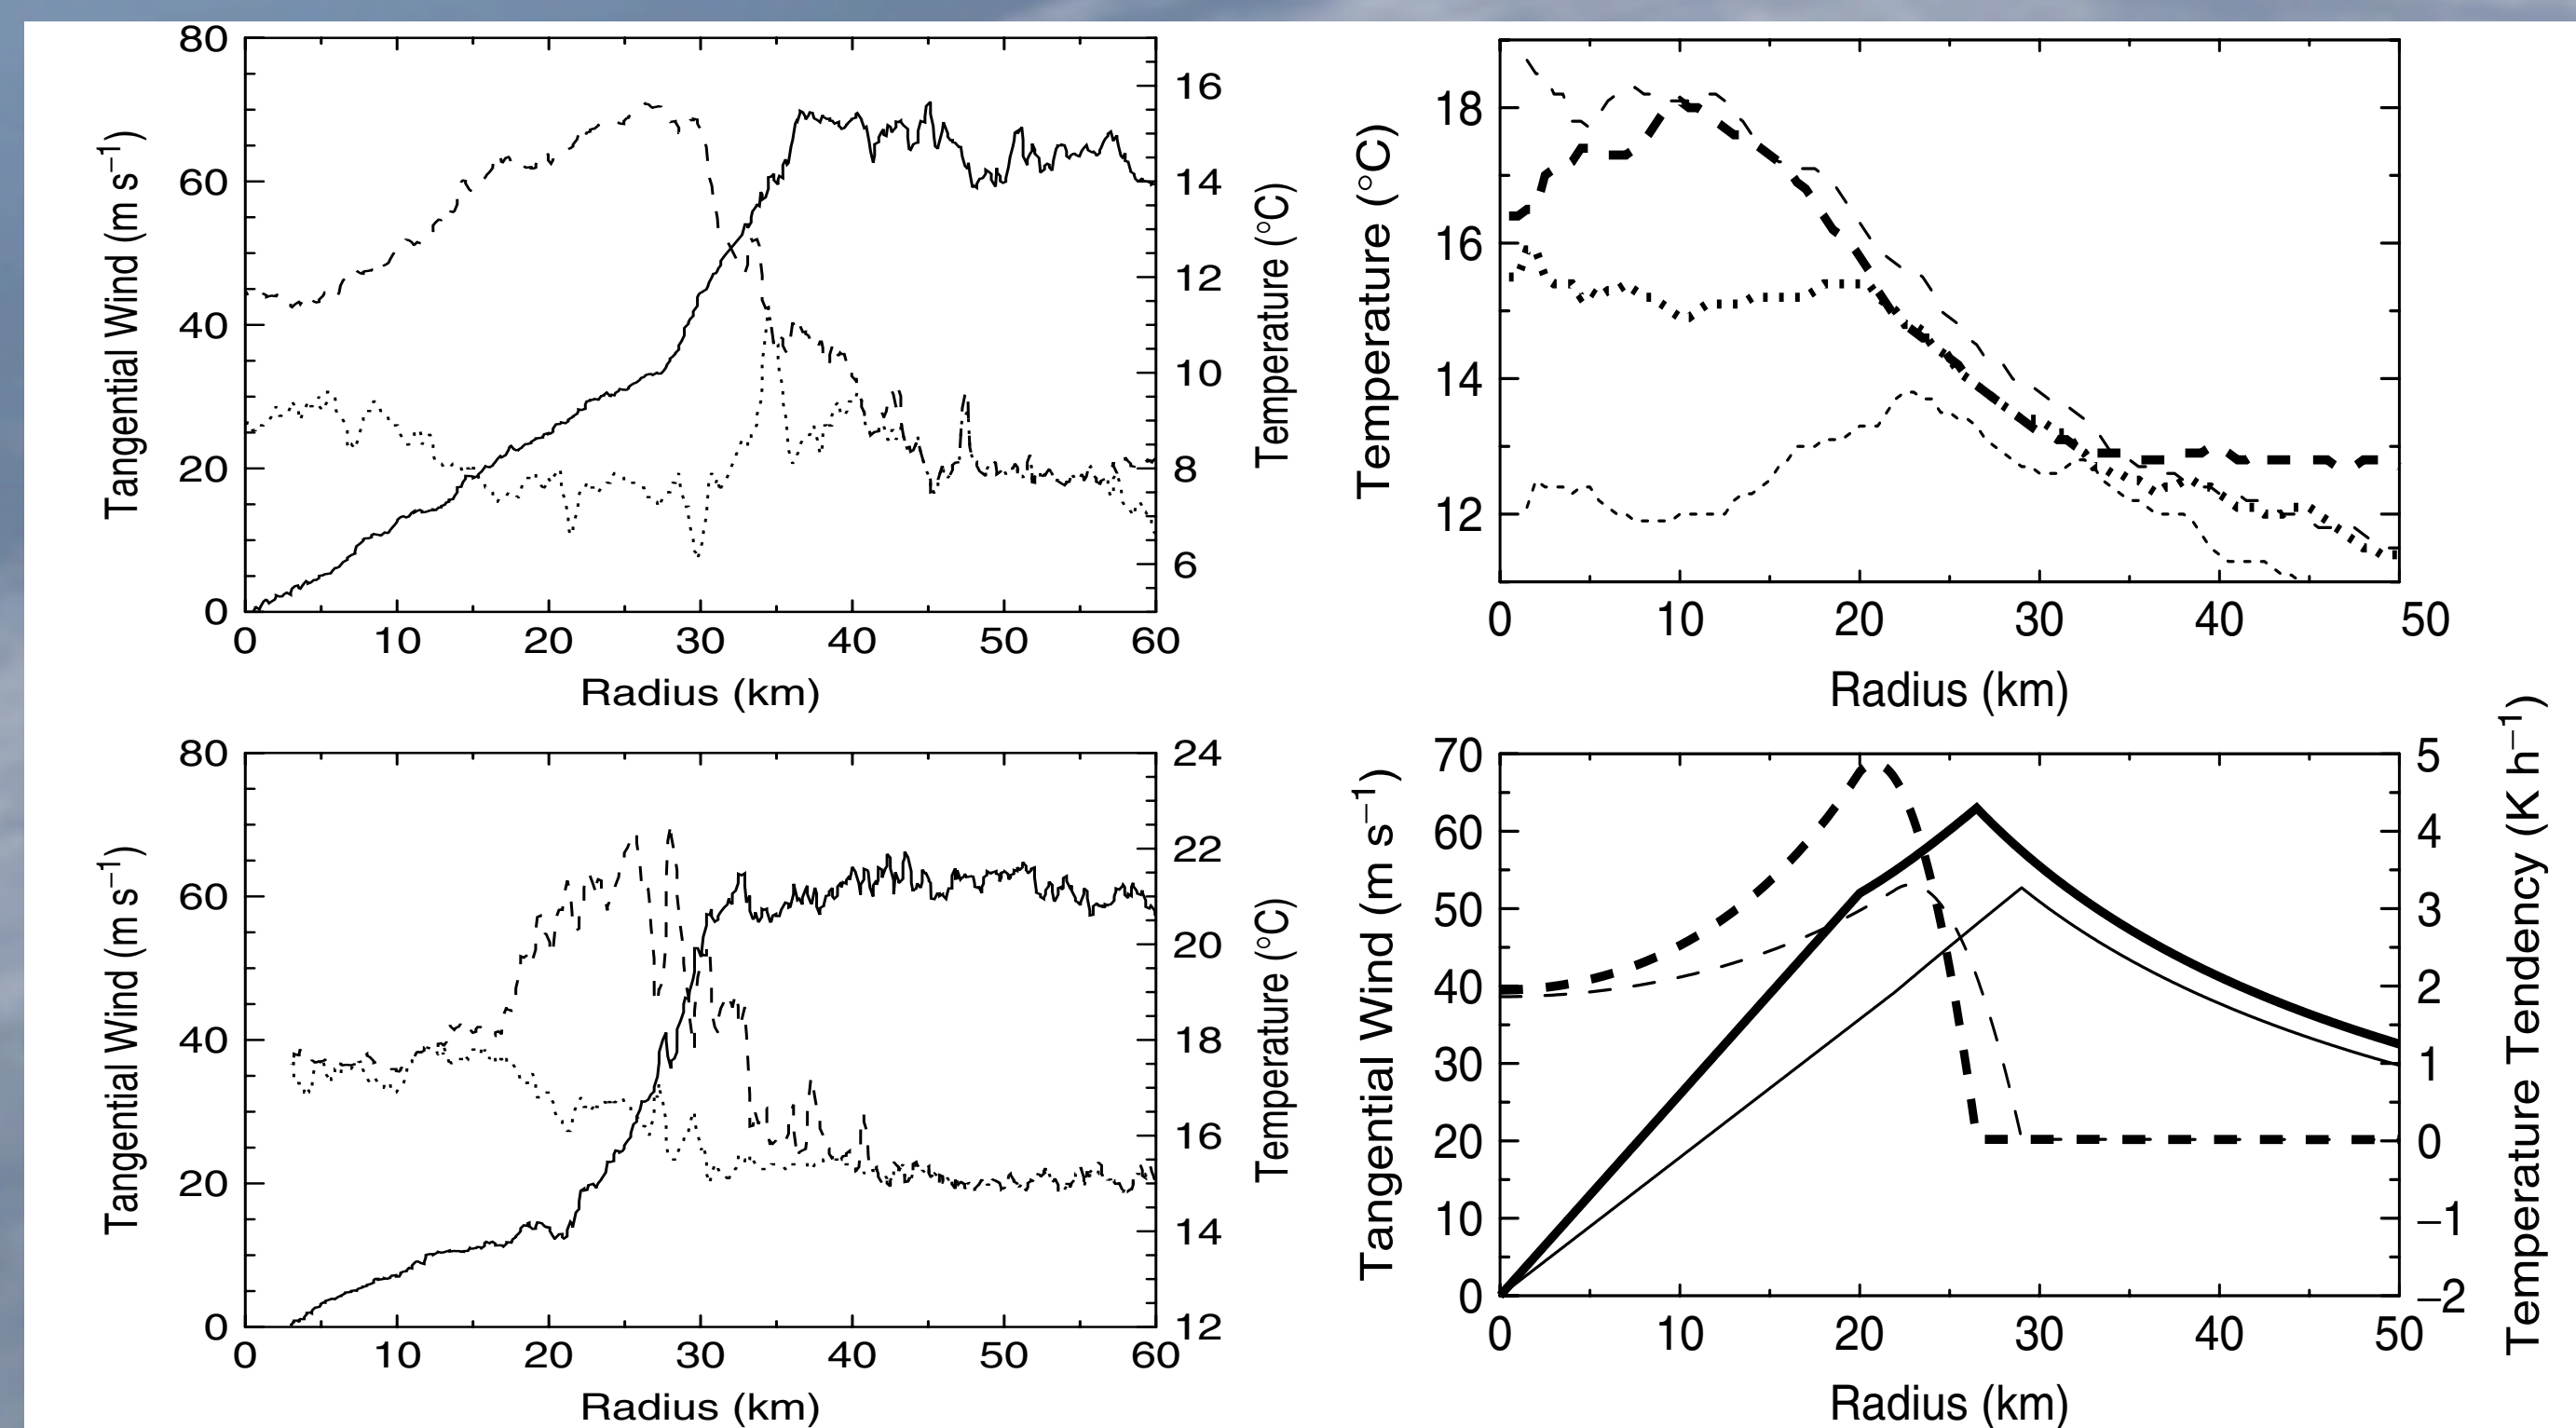 80
60
40
20
0
Tangential Wind (m s−1)
16
14
12
10
8
6
Temperature (°C)
0 10 20 30 40 50 60
Radius (km)
18
16
14
12
Temperature (°C)
0 10 20 30 40 50
Radius (km)
80
60
40
20
0
Tangential Wind (m s−1)
24
22
20
18
16
14
12
Temperature (°C)
0 10 20 30 40 50 60
Radius (km)
70
60
50
40
30
20
10
0
Tangential Wind (m s−1)
5
4
3
2
1
0
−1
−2
Temperature Tendency (K h−1)
0 10 20 30 40 50
Radius (km)